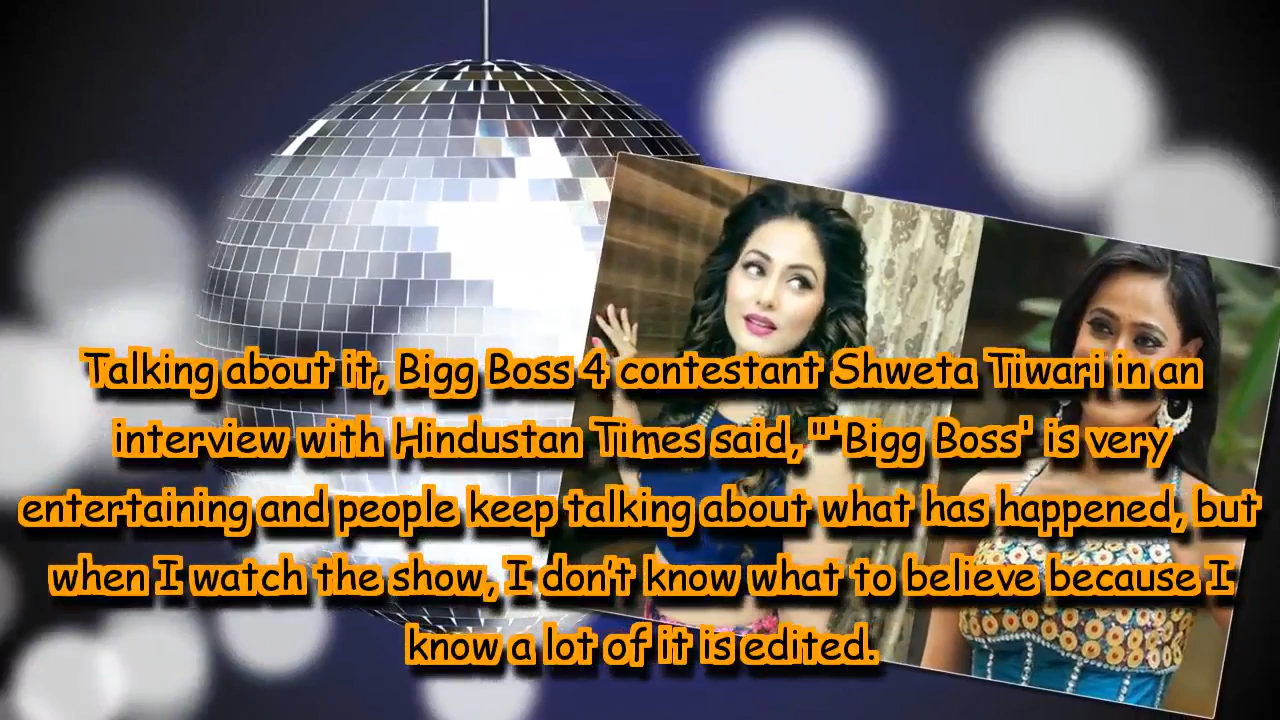 Talking about it, Bigg Boss 4 contestant Shweta Tiwari in an
interview with Hindustan Times said, "'Bigg Boss' is very
entertaining and people keep talking about what has happened, but
when I watch the show, I don’t know what to believe because I
know a lot of it is edited.